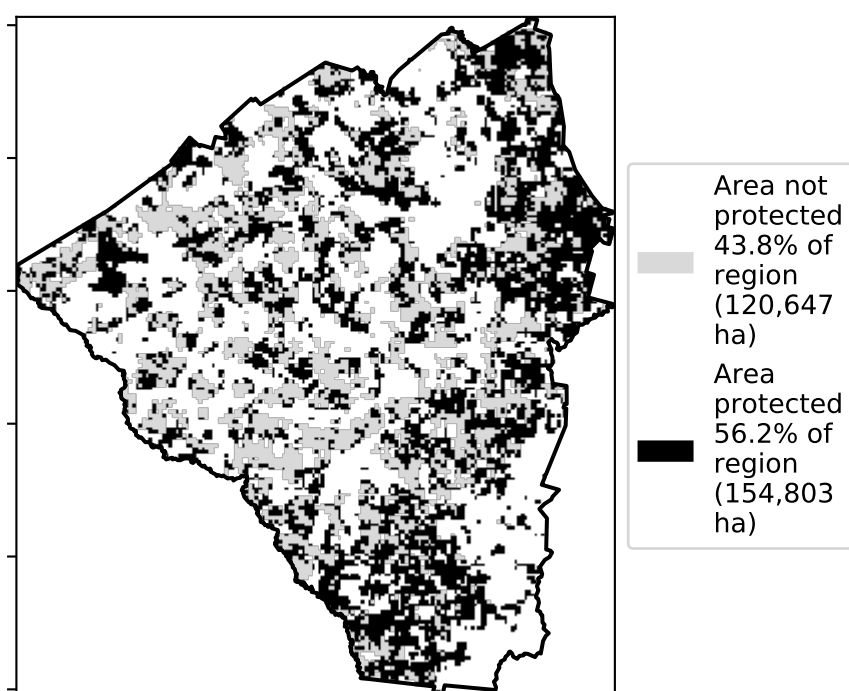 Area not
protected
43.8% of
region
(120,647
ha)
Area
protected
56.2% of
region
(154,803
ha)